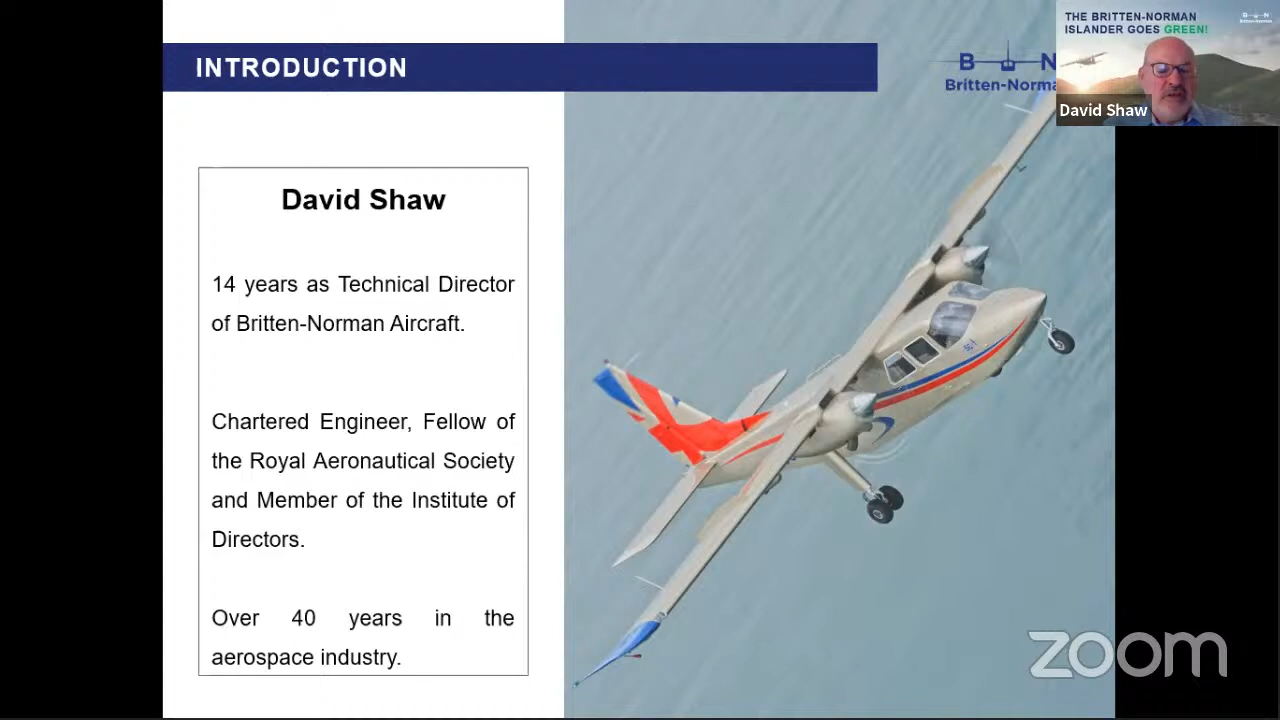 INTRODUCTION
B N
Britten-Norma
THE BRITTEN-NORMAN
ISLANDER GOES GREEN!
B N
Britten-Norman
David Shaw
David Shaw
14 years as Technical Director
of Britten-Norman Aircraft.
Chartered Engineer, Fellow of
the Royal Aeronautical Society
and Member of the Institute of
Directors.
Over 40 years in the
aerospace industry.
zoom